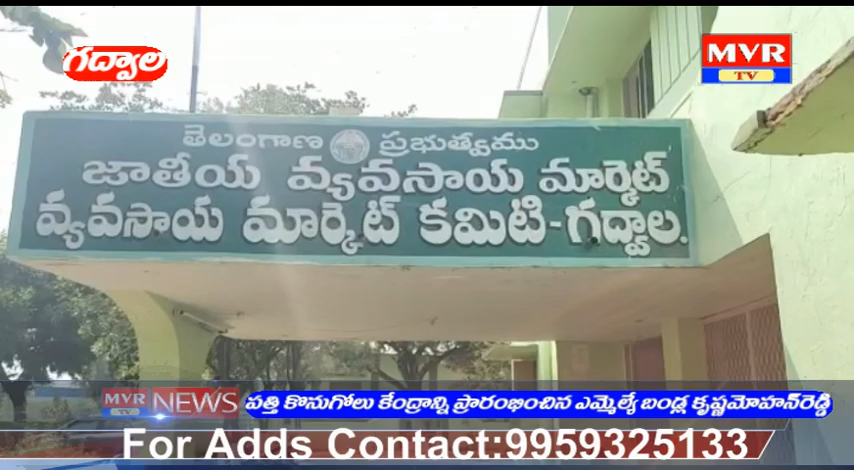 గద్వాల
MVR
TV
తెలంగాణ ప్రభుత్వము
జాతీయ వ్యవసాయ మార్కెట్
వ్యవసాయ మార్కెట్ కమిటి-గద్వాల.
MVR
TV
NEWS
పత్తి కొనుగోలు కేంద్రాన్ని ప్రారంభించిన ఎమ్మెల్యే బండ్ల కృష్ణమోహన్‌రెడ్డి
For Adds Contact:9959325133